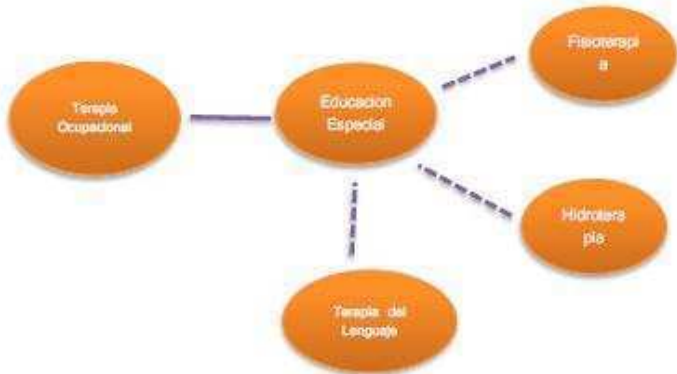 Fisioterapi
a
Educacion
Especial
Terapia
Ocupacional
Hidrotera
pia
Terapia del
Lenguaje